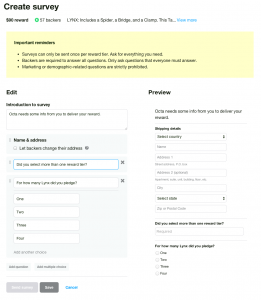 Create survey
$80 reward 57 backers LYNX: Includes a Spider, a Bridge, and a Clamp. This Ta... View more
Important reminders
Surveys can only be sent once per reward tier. Ask for everything you need.
Backers are required to answer all questions. Only ask questions that everyone must answer.
Marketing or demographic-related questions are strictly prohibited.
Edit
Introduction to survey
Octa needs some info from you to deliver your reward.
Name & address
Let backers change their address
Did you select more than one reward tier?
For how many Lynx did you pledge?
One
Two
Three
Four
Add another choice
Add question
Add multiple choice
Save
Cancel
Preview
Octa needs some info from you to deliver your
reward.
Shipping details
Select country
Name
Address 1
Address 2 (optional)
City
Select state
Zip or Postal Code
Did you select more than one reward tier?
(Required)
For how many Lynx did you pledge?
One
Two
Three
Four